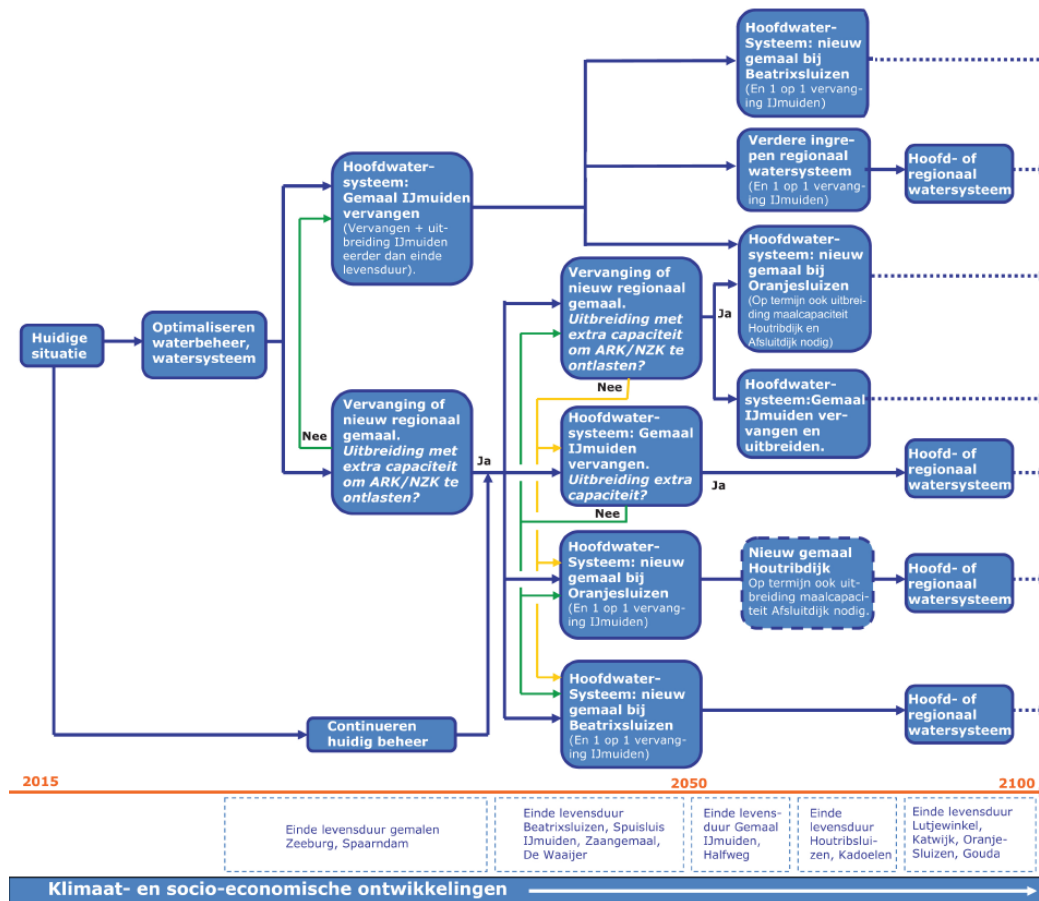 Hoofdwater-
Systeem: nieuw
gemaal bij
Beatrixsluizen
(En 1 op 1 vervang-
ing IJmuiden)
Verdere ingre-
pen regionaal
watersysteem
(En 1 op 1 vervang-
ing IJmuiden)
Hoofd- of
regionaal
watersysteem
Hoofdwater-
systeem:
Gemaal IJmuiden
vervangen
(Vervangen + uit-
breiding IJmuiden
eerder dan einde
levensduur).
Hoofdwater-
systeem: nieuw
gemaal bij
Oranjesluizen
(Op termijn ook uitbrei-
ding maalcapaciteit
Houtribdijk en
Afsluitdijk nodig)
Vervanging of
nieuw regionaal
gemaal.
Uitbreiding met
extra capaciteit
om ARK/NZK te
ontlasten?
Ja
Nee
Huidige
situatie
Optimaliseren
waterbeheer,
watersysteem
Hoofdwater-
systeem:Gemaal
IJmuiden ver-
vangen en
uitbreiden.
Vervanging of
nieuw regionaal
gemaal.
Uitbreiding met
extra capaciteit
om ARK/NZK te
ontlasten?
Nee
Ja
Hoofdwater-
systeem: Gemaal
IJmuiden
vervangen.
Uitbreiding extra
capaciteit?
Ja
Nee
Hoofd- of
regionaal
watersysteem
Hoofdwater-
Systeem: nieuw
gemaal bij
Oranjesluizen
(En 1 op 1 vervang-
ing IJmuiden)
Nieuw gemaal
Houtribdijk
Op termijn ook uit-
breiding maalcapaci-
teit Afsluitdijk nodig.
Hoofd- of
regionaal
watersysteem
Continueren
huidig beheer
Hoofdwater-
Systeem: nieuw
gemaal bij
Beatrixsluizen
(En 1 op 1 vervang-
ing IJmuiden)
Hoofd- of
regionaal
watersysteem
2015
2050
2100
Einde levensduur gemalen
Zeeburg, Spaarndam
Einde levensduur
Beatrixsluizen, Spuisluis
IJmuiden, Zaangemaal,
De Waaijer
Einde levens-
duur Gemaal
IJmuiden,
Halfweg
Einde
levensduur
Houtribslui-
zen, Kadoelen
Einde levensduur
Lutjewinkel,
Katwijk, Oranje-
Sluizen, Gouda
Klimaat- en socio-economische ontwikkelingen